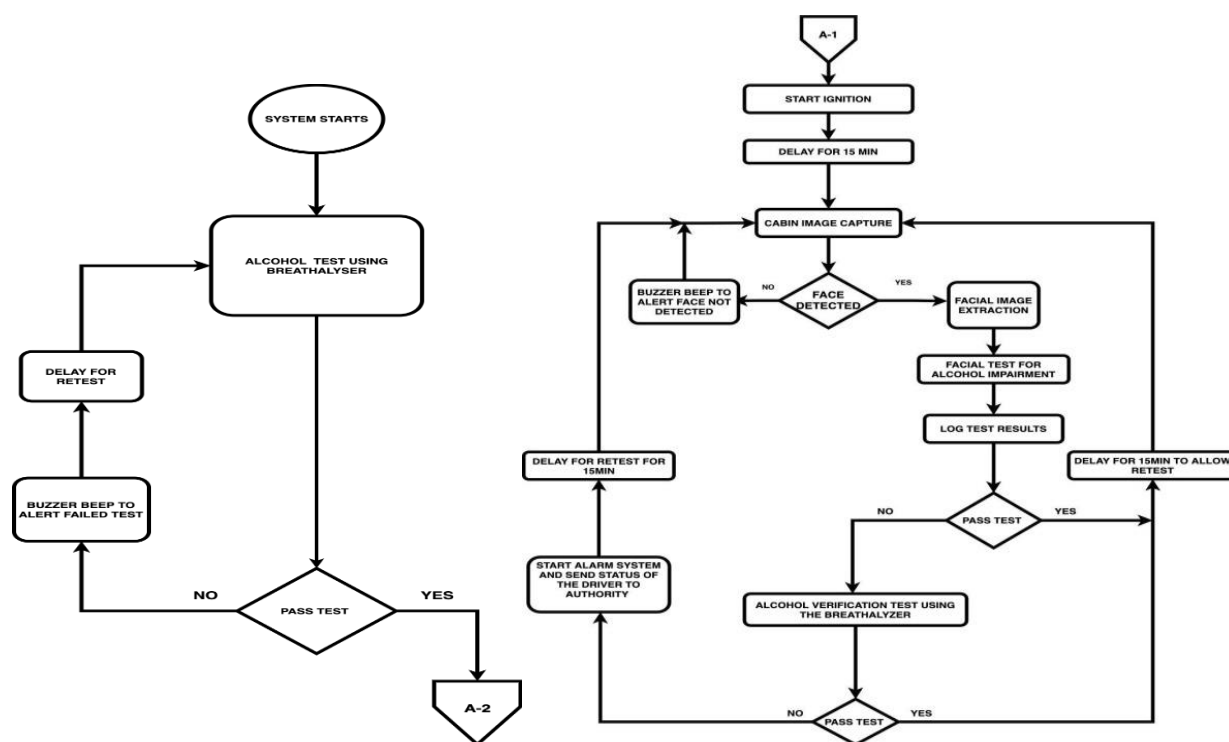 SYSTEM STARTS
ALCOHOL TEST USING
BREATHALYSER
DELAY FOR
RETEST
BUZZER BEEP TO
ALERT FAILED TEST
NO
PASS TEST
YES
A-2
A-1
START IGNITION
DELAY FOR 15 MIN
CABIN IMAGE CAPTURE
BUZZER BEEP TO
ALERT FACE NOT
DETECTED
NO
FACE
DETECTED
YES
FACIAL IMAGE
EXTRACTION
FACIAL TEST FOR
ALCOHOL IMPAIRMENT
LOG TEST RESULTS
DELAY FOR RETEST FOR
15MIN
DELAY FOR 15MIN TO ALLOW
RETEST
NO
PASS TEST
YES
START ALARM SYSTEM
AND SEND STATUS OF
THE DRIVER TO
AUTHORITY
ALCOHOL VERIFICATION TEST USING
THE BREATHALYZER
NO
PASS TEST
YES